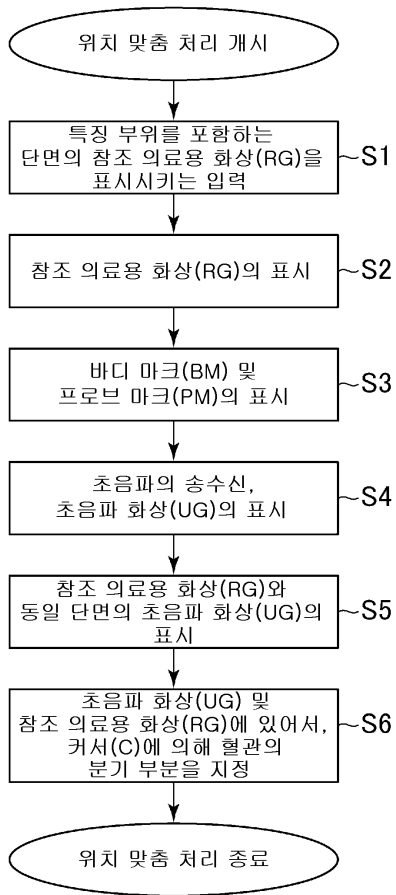 위치 맞춤 처리 개시
특징 부위를 포함하는
단면의 참조 의료용 화상(RG)을
표시시키는 입력
S1
참조 의료용 화상(RG)의 표시
S2
바디 마크(BM) 및
프로브 마크(PM)의 표시
S3
초음파의 송수신,
초음파 화상(UG)의 표시
S4
참조 의료용 화상(RG)와
동일 단면의 초음파 화상(UG)의
표시
S5
초음파 화상(UG) 및
참조 의료용 화상(RG)에 있어서,
커서(C)에 의해 혈관의
분기 부분을 지정
S6
위치 맞춤 처리 종료